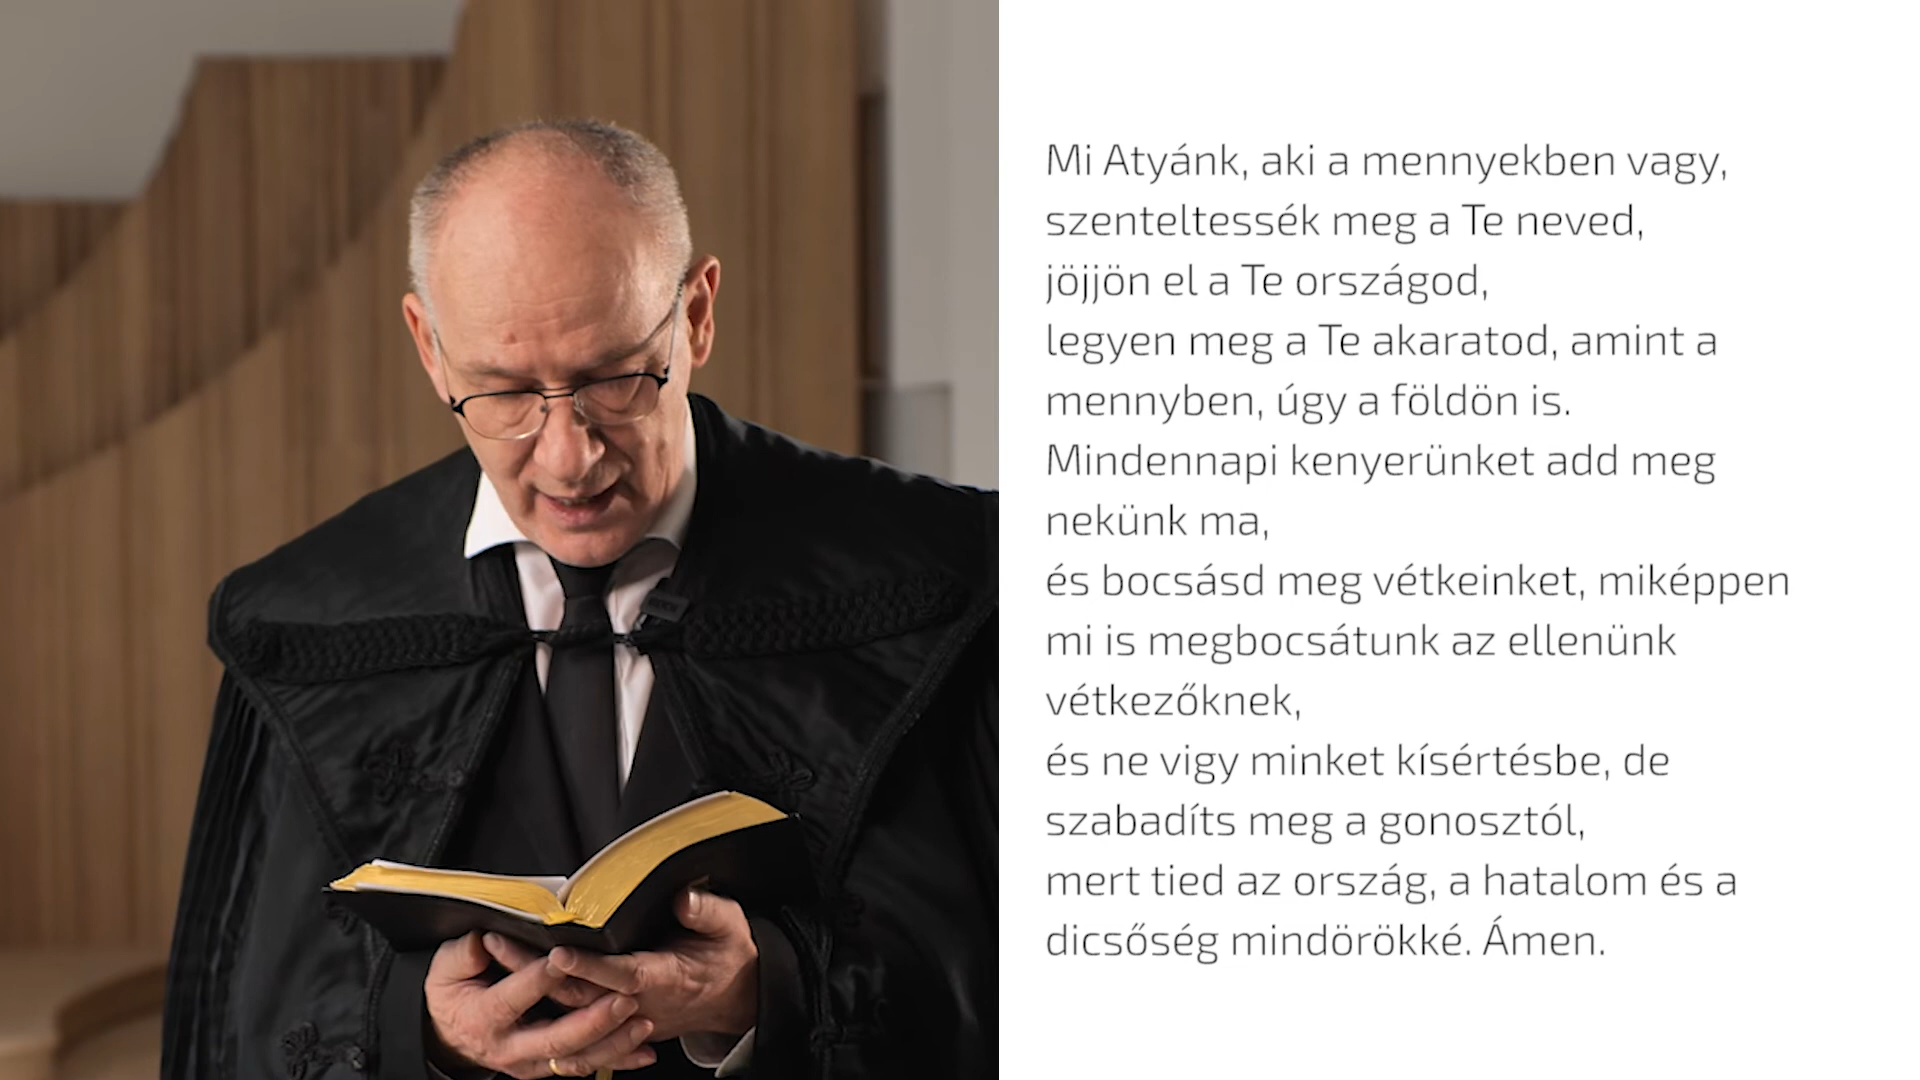 Mi Atyánk, aki a mennyekben vagy,
szenteltessék meg a Te neved,
jöjjön el a Te országod,
legyen meg a Te akaratod, amint a
mennyben, úgy a földön is.
Mindennapi kenyerünket add meg
nekünk ma,
és bocsásd meg vétkeinket, miképpen
mi is megbocsátunk az ellenünk
vétkezőknek,
és ne vigy minket kísértésbe, de
szabadíts meg a gonosztól,
mert tied az ország, a hatalom és a
dicsőség mindörökké. Ámen.